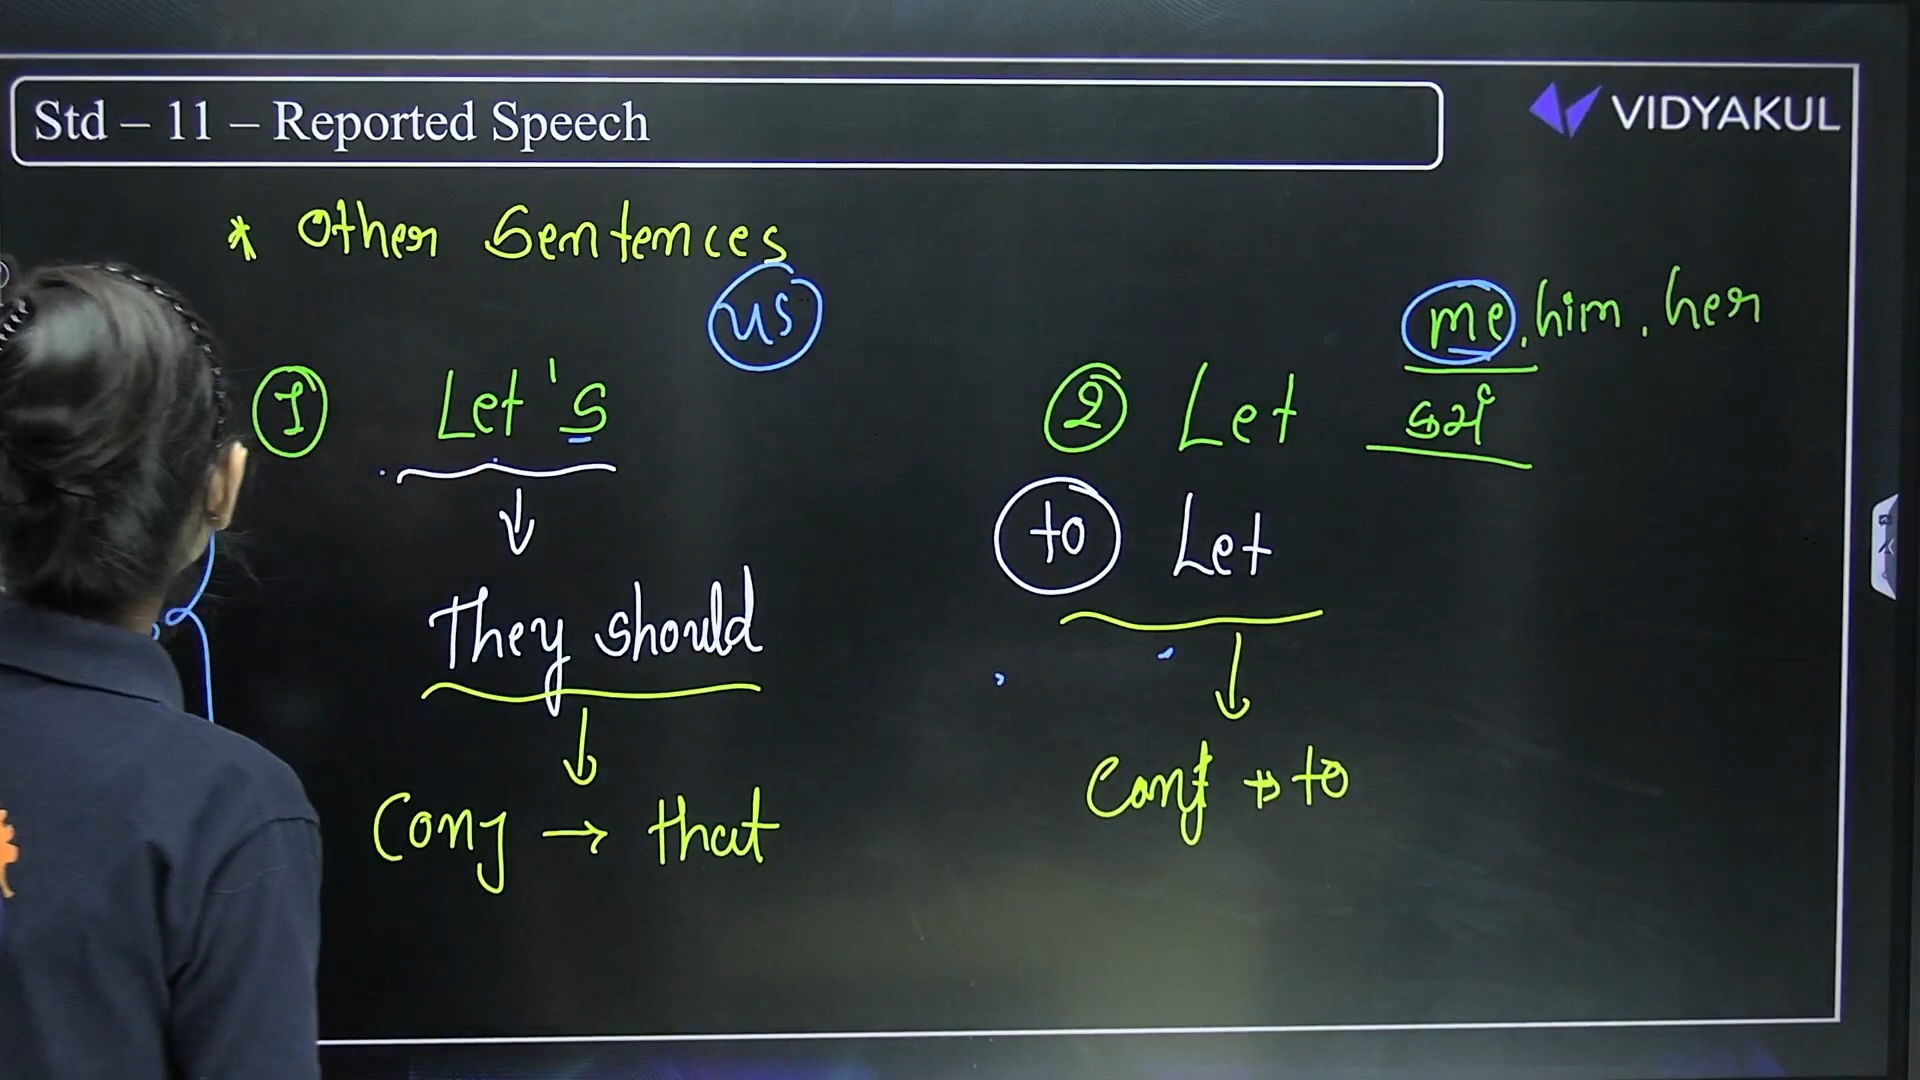 Std – 11 – Reported Speech
VIDYAKUL
* Other Sentences
us
me, him, her
1 Let's
2 Let કર્મ
to Let
They should
Conj → to
Conj → that